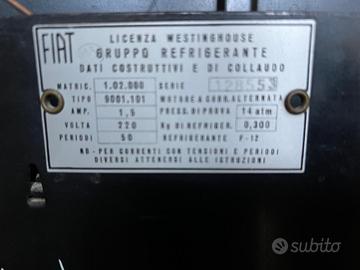 FIAT
LICENZA WESTINGHOUSE
GRUPPO REFRIGERANTE
DATI COSTRUTTIVI E DI COLLAUDO
MATRIC. 1.02.000 SERIE 128553
TIPO 9001.101 MOTORE A CORR. ALTERNATA
AMP. 1,5 PRESS. DI PROVA 14 atm
VOLTA 220 Kg DI REFRIGER. 0,300
PERIODI 50 REFRIGERANTE F-12
NB - PER CORRENTI CON TENSIONI E PERIODI
DIVERSI ATTENERSI ALLE ISTRUZIONI
subito